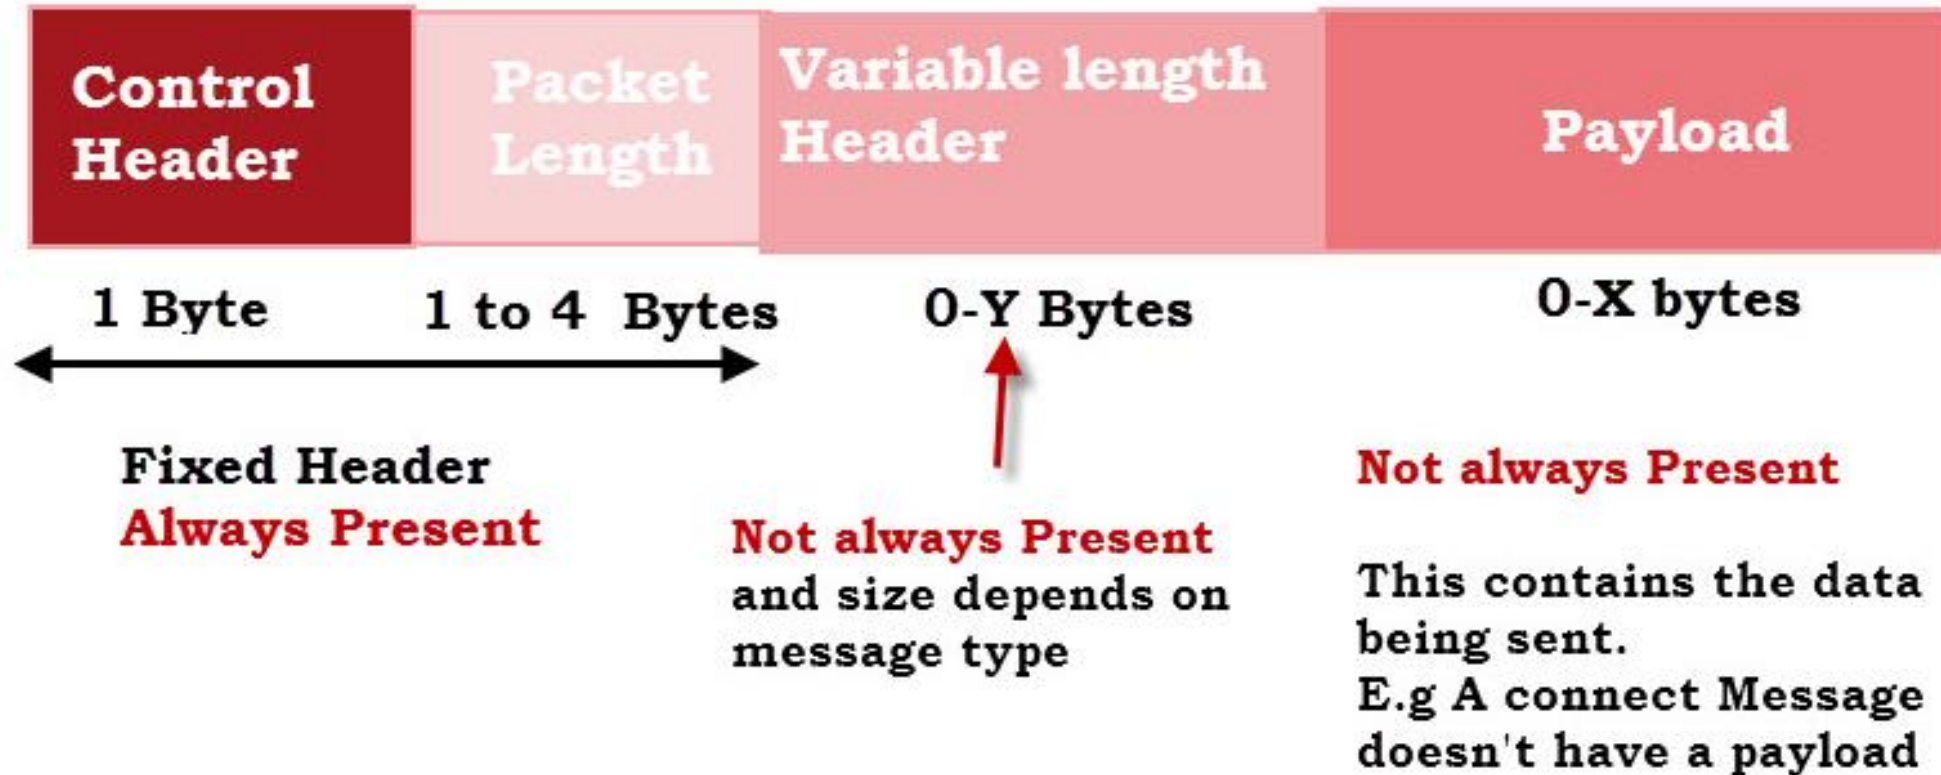 Control
Header
Packet
Length
Variable length
Header
Payload
1 Byte
1 to 4 Bytes
0-Y Bytes
0-X bytes
Fixed Header
Always Present
Not always Present
and size depends on
message type
Not always Present
This contains the data
being sent.
E.g A connect Message
doesn't have a payload